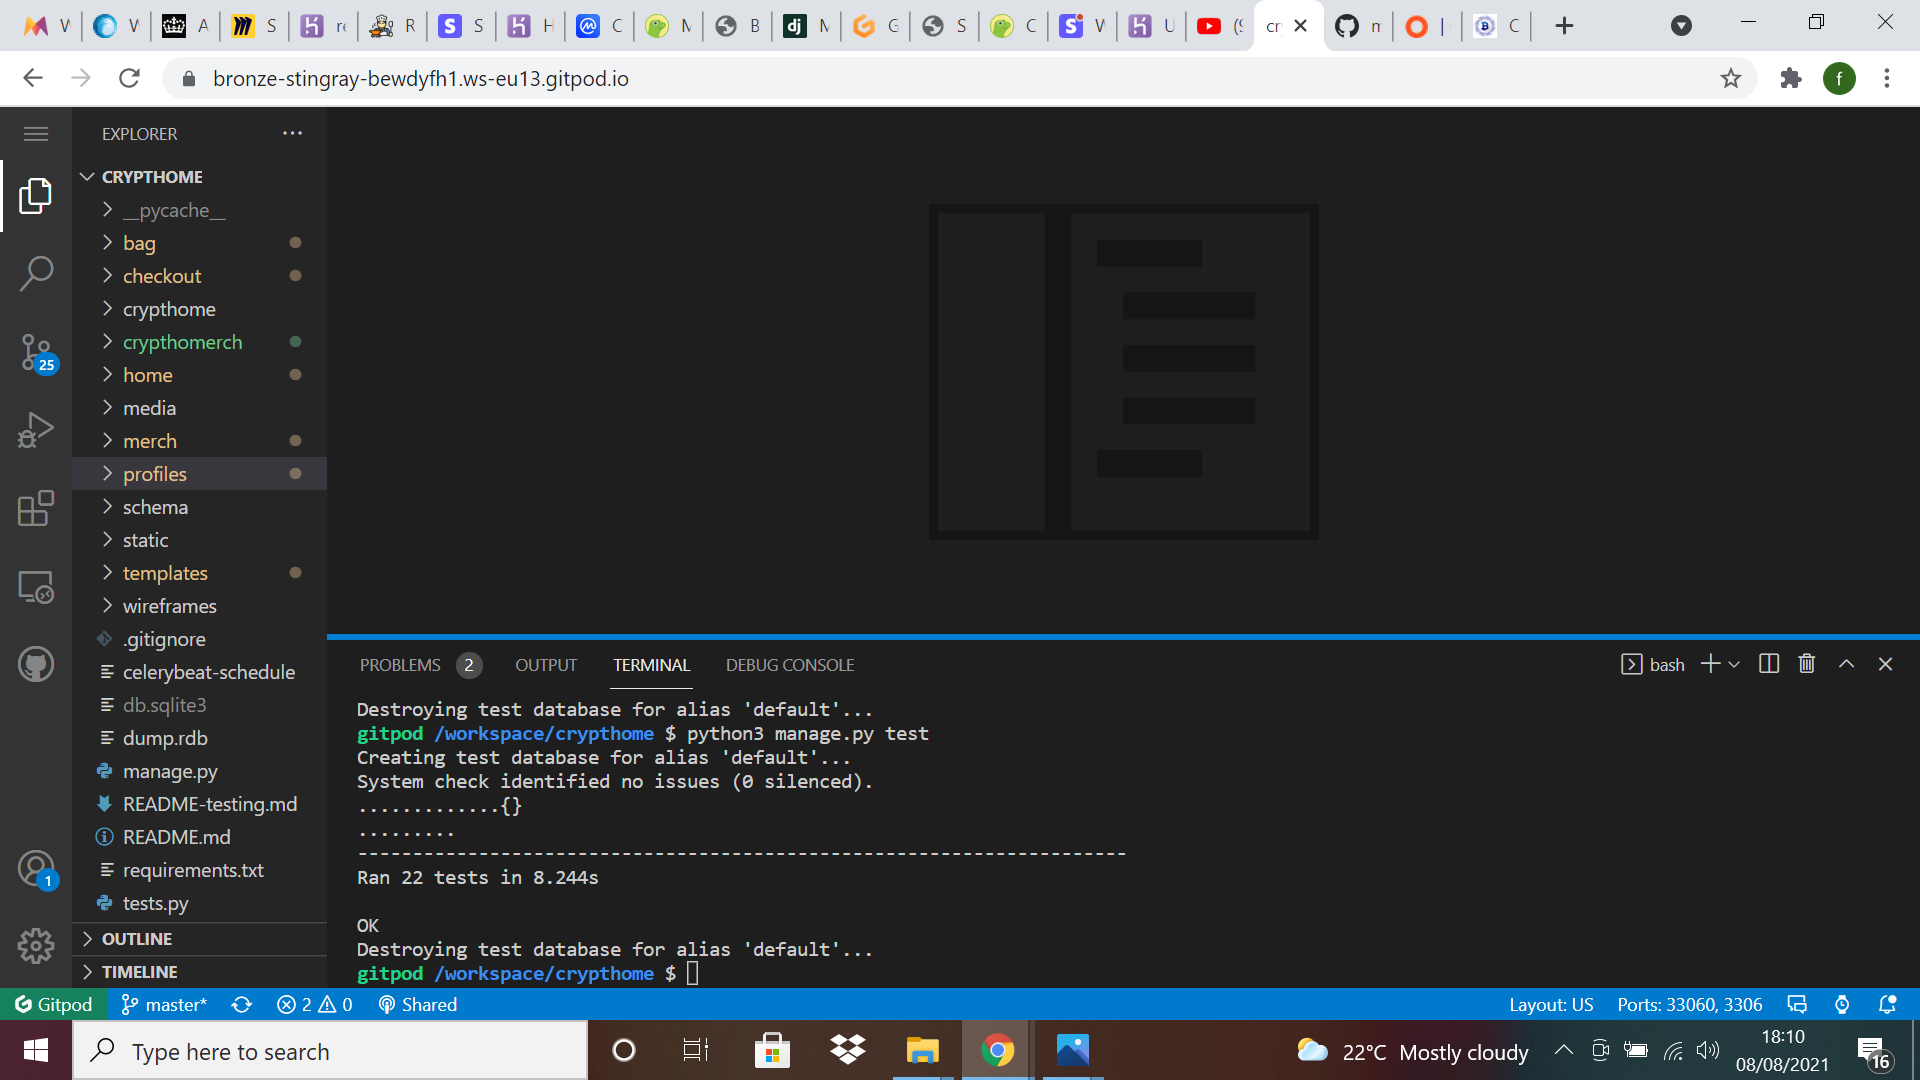 W
W
A
S
re
R
S
H
C
M
B
dj
M
G
S
C
W
U
(9
cr
m
|
C
bronze-stingray-bewdyfh1.ws-eu13.gitpod.io
f
EXPLORER
CRYPTHOME
__pycache__
bag
checkout
crypthome
crypthomerch
home
media
merch
profiles
schema
static
templates
wireframes
.gitignore
celerybeat-schedule
db.sqlite3
dump.rdb
manage.py
README-testing.md
README.md
requirements.txt
tests.py
OUTLINE
TIMELINE
25
1
PROBLEMS 2 OUTPUT TERMINAL DEBUG CONSOLE
bash
Destroying test database for alias 'default'...
gitpod /workspace/crypthome $ python3 manage.py test
Creating test database for alias 'default'...
System check identified no issues (0 silenced).
.............{}
.........
----------------------------------------------------------------------
Ran 22 tests in 8.244s
OK
Destroying test database for alias 'default'...
gitpod /workspace/crypthome $
Gitpod master* 2 0 Shared
Layout: US Ports: 33060, 3306
Type here to search
22°C Mostly cloudy
18:10
08/08/2021
16